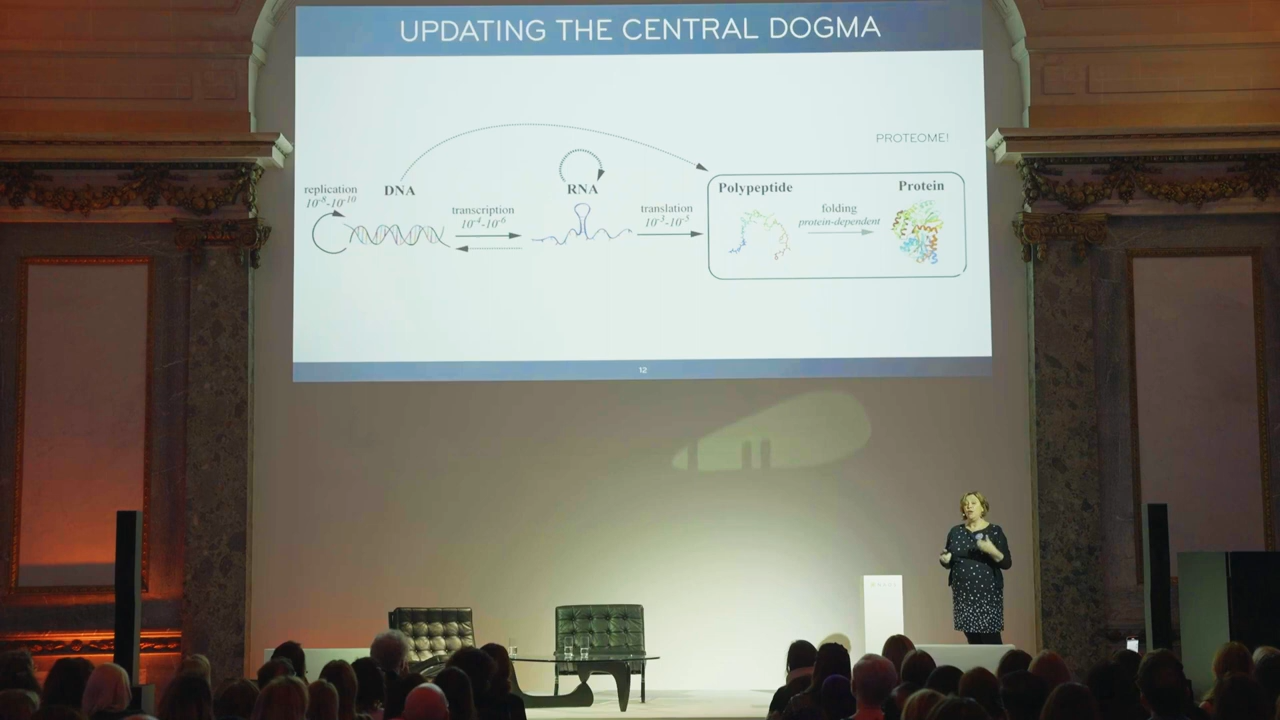 UPDATING THE CENTRAL DOGMA
PROTEOME!
replication
10-8-10-10
DNA
RNA
transcription
10-4-10-6
translation
10-3-10-5
Polypeptide
Protein
folding
protein-dependent
12